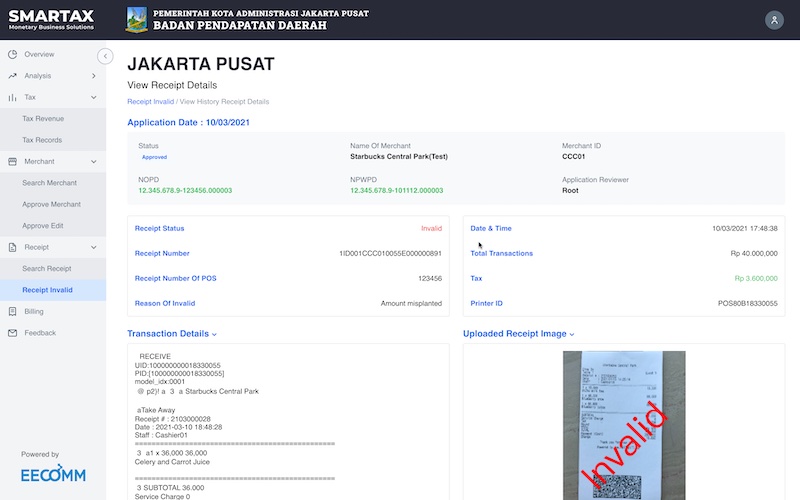 SMARTAX
Monetary Business Solutions
PEMERINTAH KOTA ADMINISTRASI JAKARTA PUSAT
BADAN PENDAPATAN DAERAH
Overview
Analysis
Tax
Tax Revenue
Tax Records
Merchant
Search Merchant
Approve Merchant
Approve Edit
Receipt
Search Receipt
Receipt Invalid
Billing
Feedback
Powered by
EECOMM
JAKARTA PUSAT
View Receipt Details
Receipt Invalid / View History Receipt Details
Application Date : 10/03/2021
Status
Approved
Name Of Merchant
Starbucks Central Park(Test)
Merchant ID
CCC01
NOPD
12.345.678.9-123456.000003
NPWPD
12.345.678.9-101112.000003
Application Reviewer
Root
Receipt Status Invalid
Receipt Number 1ID001CCC010055E000000891
Receipt Number Of POS 123456
Reason Of Invalid Amount misplanted
Date & Time 10/03/2021 17:48:38
Total Transactions Rp 40.000,000
Tax Rp 3.600,000
Printer ID POS80B18330055
Transaction Details
RECEIVE
UID:100000000018330055
PID:[100000000018330055]
model_idx:0001
@ p2}! a 3 a Starbucks Central Park
aTake Away
Receipt # : 2103000028
Date : 2021-03-10 18:48:28
Staff : Cashier01
===========================================
3 a1 x 36,000 36.000
Celery and Carrot Juice
===========================================
3 SUBTOTAL 36.000
Service Charge 0
Uploaded Receipt Image
Invalid